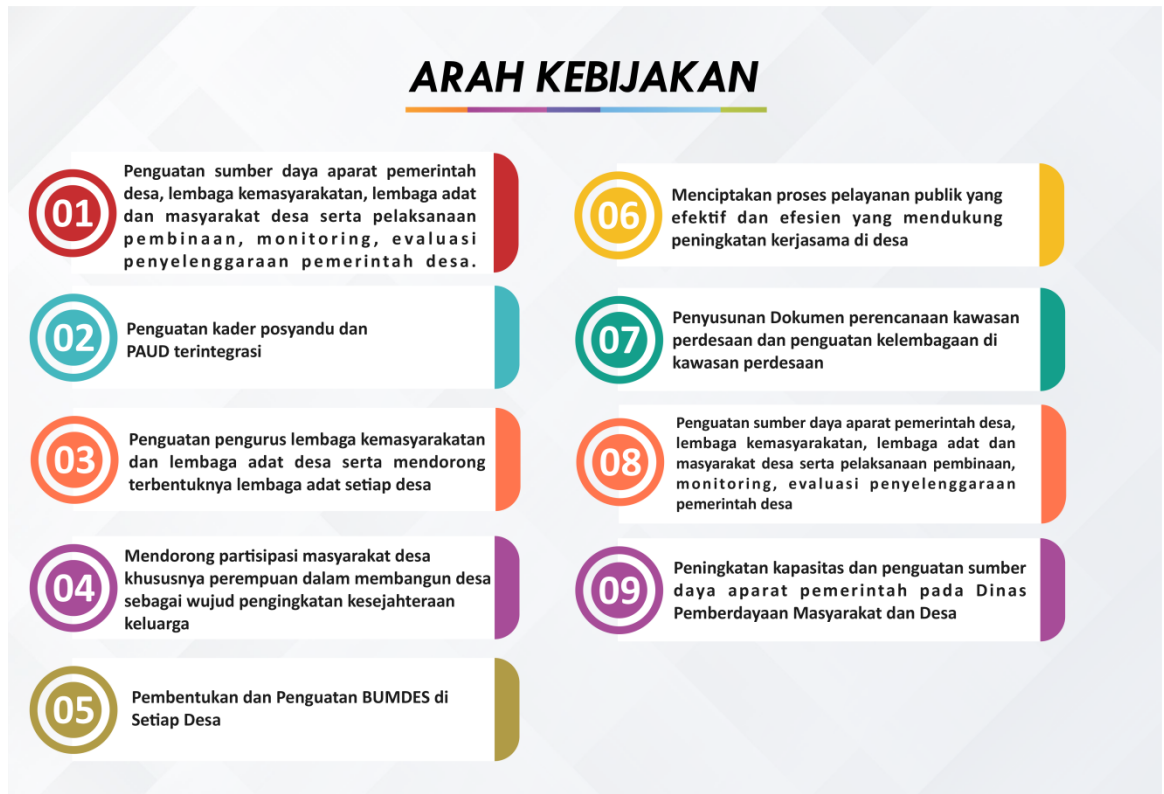 ARAH KEBIJAKAN
01
Penguatan sumber daya aparat pemerintah
desa, lembaga kemasyarakatan, lembaga adat
dan masyarakat desa serta pelaksanaan
pembinaan, monitoring, evaluasi
penyelenggaraan pemerintah desa.
02
Penguatan kader posyandu dan
PAUD terintegrasi
03
Penguatan pengurus lembaga kemasyarakatan
dan lembaga adat desa serta mendorong
terbentuknya lembaga adat setiap desa
04
Mendorong partisipasi masyarakat desa
khususnya perempuan dalam membangun desa
sebagai wujud pengingkatan kesejahteraan
keluarga
05
Pembentukan dan Penguatan BUMDES di
Setiap Desa
06
Menciptakan proses pelayanan publik yang
efektif dan efesien yang mendukung
peningkatan kerjasama di desa
07
Penyusunan Dokumen perencanaan kawasan
perdesaan dan penguatan kelembagaan di
kawasan perdesaan
08
Penguatan sumber daya aparat pemerintah desa,
lembaga kemasyarakatan, lembaga adat dan
masyarakat desa serta pelaksanaan pembinaan,
monitoring, evaluasi penyelenggaraan
pemerintah desa
09
Peningkatan kapasitas dan penguatan sumber
daya aparat pemerintah pada Dinas
Pemberdayaan Masyarakat dan Desa